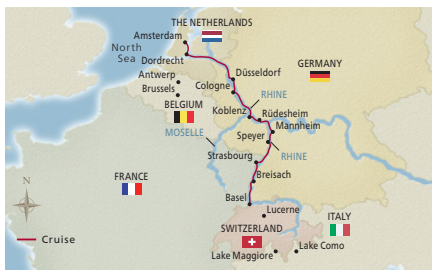 THE NETHERLANDS
Amsterdam
North
Sea
Dordrecht
GERMANY
Düsseldorf
Antwerp
Cologne
Brussels
RHINE
BELGIUM
Koblenz
Rüdesheim
MOSELLE
Mannheim
Speyer
Strasbourg
RHINE
FRANCE
Breisach
Basel
Lucerne
ITALY
SWITZERLAND
Cruise
Lake Como
Lake Maggiore